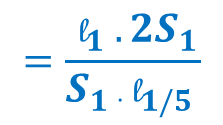 = ℓ₁ . 2S₁ / S₁ . ℓ₁/₅